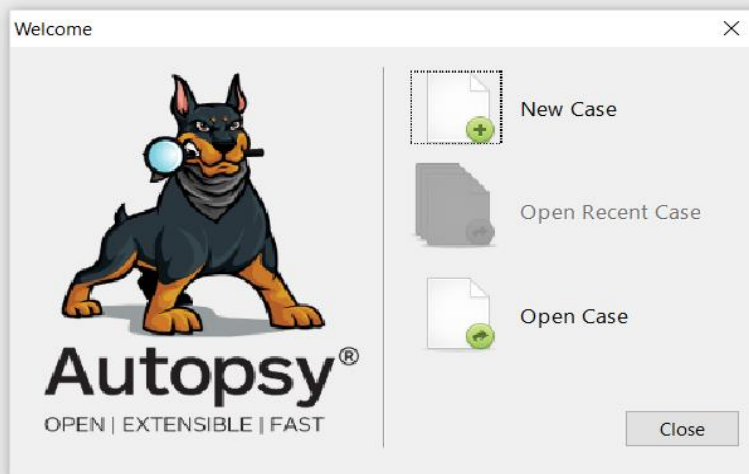 Welcome
New Case
Open Recent Case
Open Case
Autopsy®
OPEN | EXTENSIBLE | FAST
Close